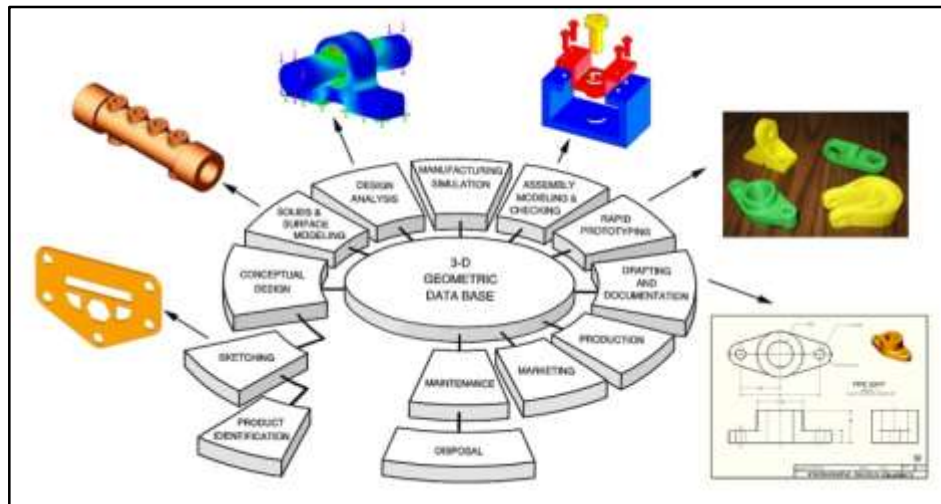 MANUFACTURING
SIMULATION
DESIGN
ANALYSIS
ASSEMBLY
MODELING &
CHECKING
SOLIDS &
SURFACE
MODELING
RAPID
PROTOTYPING
3-D
GEOMETRIC
DATA BASE
CONCEPTUAL
DESIGN
DRAFTING
AND
DOCUMENTATION
SKETCHING
PRODUCTION
MAINTENANCE
MARKETING
PRODUCT
IDENTIFICATION
DISPOSAL